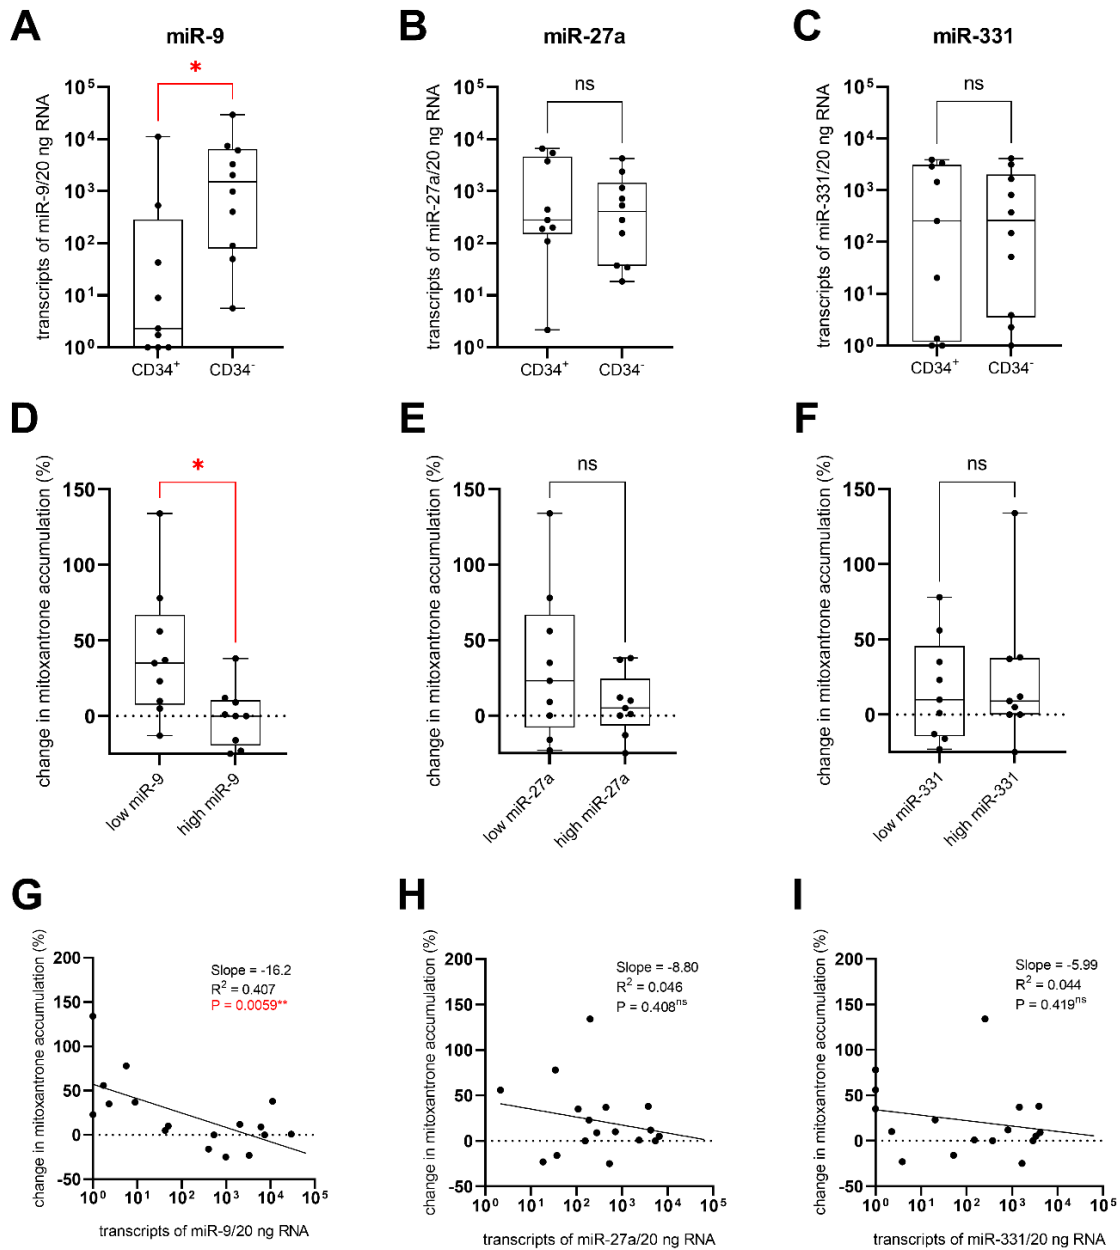 A
miR-9
*
transcripts of miR-9/20 ng RNA
10⁵
10⁴
10³
10²
10¹
10⁰
CD34⁺
CD34⁻
B
miR-27a
ns
transcripts of miR-27a/20 ng RNA
10⁵
10⁴
10³
10²
10¹
10⁰
CD34⁺
CD34⁻
C
miR-331
ns
transcripts of miR-331/20 ng RNA
10⁵
10⁴
10³
10²
10¹
10⁰
CD34⁺
CD34⁻
D
*
change in mitoxantrone accumulation (%)
150
100
50
0
low miR-9
high miR-9
E
ns
change in mitoxantrone accumulation (%)
150
100
50
0
low miR-27a
high miR-27a
F
ns
change in mitoxantrone accumulation (%)
150
100
50
0
low miR-331
high miR-331
G
change in mitoxantrone accumulation (%)
200
150
100
50
0
-50
Slope = -16.2
R² = 0.407
P = 0.0059**
10⁰ 10¹ 10² 10³ 10⁴ 10⁵
transcripts of miR-9/20 ng RNA
H
change in mitoxantrone accumulation (%)
200
150
100
50
0
-50
Slope = -8.80
R² = 0.046
P = 0.408ⁿˢ
10⁰ 10¹ 10² 10³ 10⁴ 10⁵
transcripts of miR-27a/20 ng RNA
I
change in mitoxantrone accumulation (%)
200
150
100
50
0
-50
Slope = -5.99
R² = 0.044
P = 0.419ⁿˢ
10⁰ 10¹ 10² 10³ 10⁴ 10⁵
transcripts of miR-331/20 ng RNA